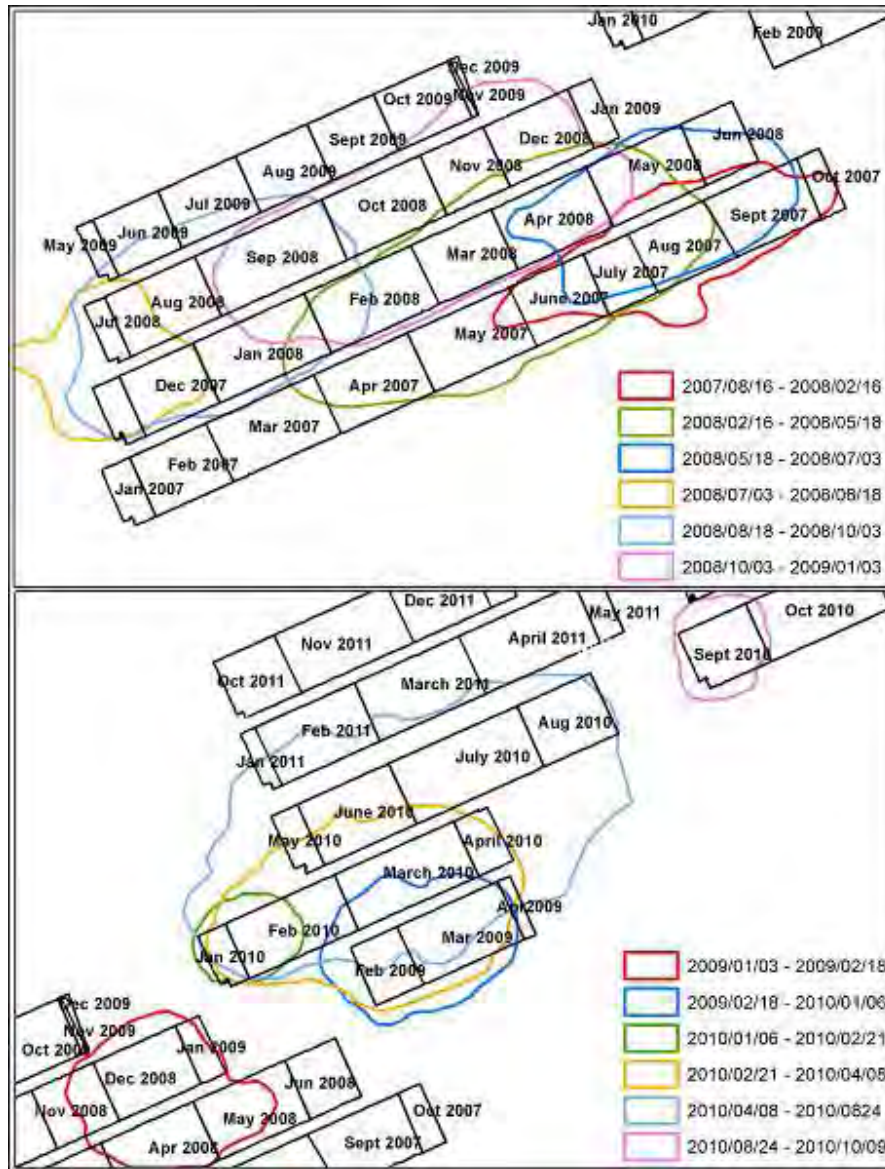 Jan 2010
Feb 2009
Dec 2009
Oct 2009
Nov 2009
Sept 2009
Jan 2009
Aug 2009
Dec 2008
Jun 2008
Jul 2009
Nov 2008
May 2008
Oct 2007
Jun 2009
Oct 2008
May 2009
Apr 2008
Sept 2007
Sep 2008
Mar 2008
Aug 2007
Aug 2008
Feb 2008
July 2007
Jul 2008
June 2007
Jan 2008
May 2007
Dec 2007
Apr 2007
Mar 2007
Feb 2007
Jan 2007
2007/08/16 - 2008/02/16
2008/02/16 - 2008/05/18
2008/05/18 - 2008/07/03
2008/07/03 - 2008/08/18
2008/08/18 - 2008/10/03
2008/10/03 - 2009/01/03
Dec 2011
May 2011
Oct 2010
Nov 2011
April 2011
Sept 2010
Oct 2011
March 2011
Feb 2011
Aug 2010
Jan 2011
July 2010
June 2010
May 2010
April 2010
March 2010
Feb 2010
Apr 2009
Jan 2010
Mar 2009
Feb 2009
Dec 2009
Nov 2009
Oct 2009
Jan 2009
Dec 2008
Jun 2008
Nov 2008
May 2008
Oct 2007
Apr 2008
Sept 2007
2009/01/03 - 2009/02/18
2009/02/18 - 2010/01/06
2010/01/06 - 2010/02/21
2010/02/21 - 2010/04/08
2010/04/08 - 2010/0824
2010/08/24 - 2010/10/09